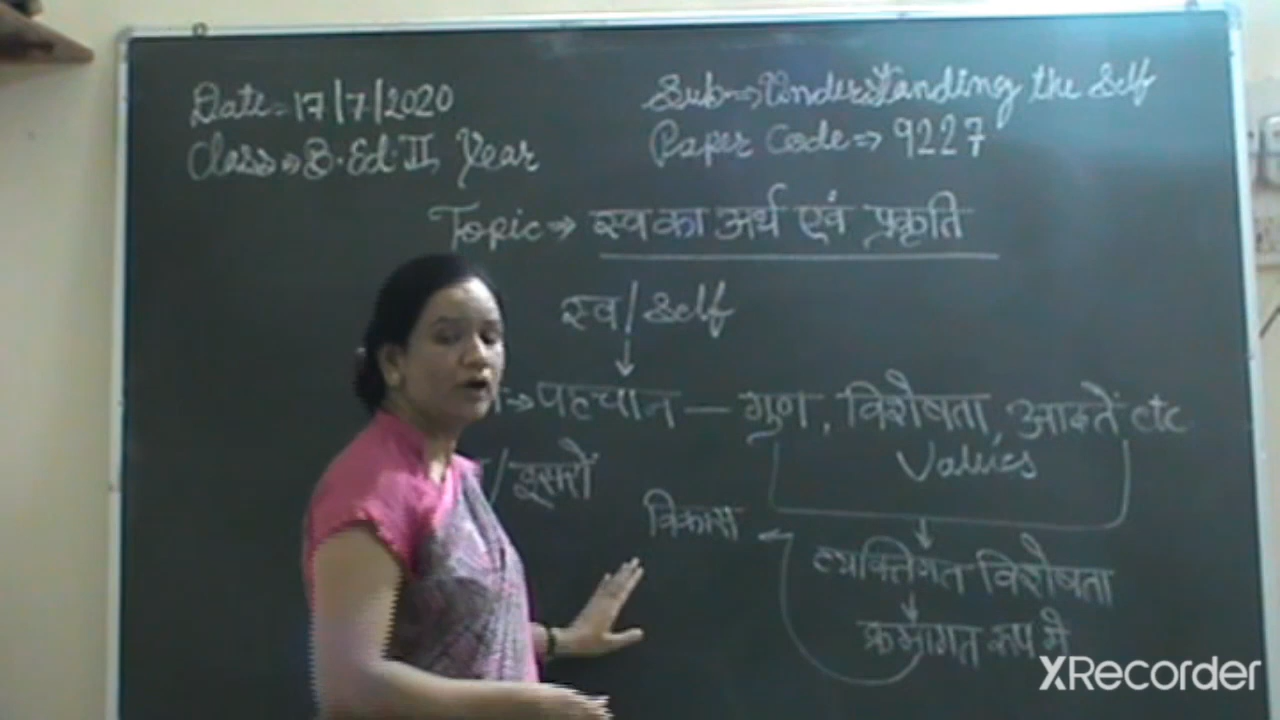 Date = 17/7/2020
Sub ⇒ Understanding the Self
Class ⇒ B.Ed. II Year
Paper Code ⇒ 9227
Topic ⇒ स्व का अर्थ एवं प्रकृति
स्व/Self
↓
→ पहचान — गुण, विशेषता, आदतें etc
Values
/दूसरों
विकास ←
↓
व्यक्तिगत विशेषता
↓
क्रमागत रूप में
XRecorder